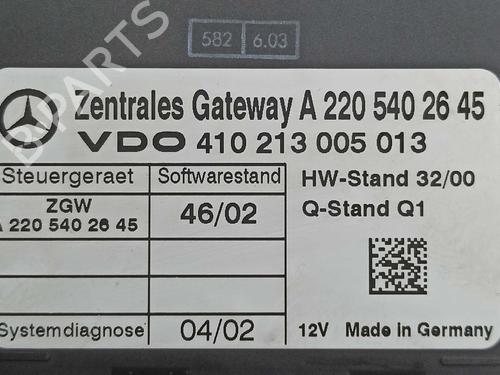 582 6.03
Zentrales Gateway A 220 540 26 45
VDO 410 213 005 013
Steuergeraet Softwarestand HW-Stand 32/00
ZGW 46/02 Q-Stand Q1
A 220 540 26 45
Systemdiagnose 04/02 12V Made in Germany
B-PARTS